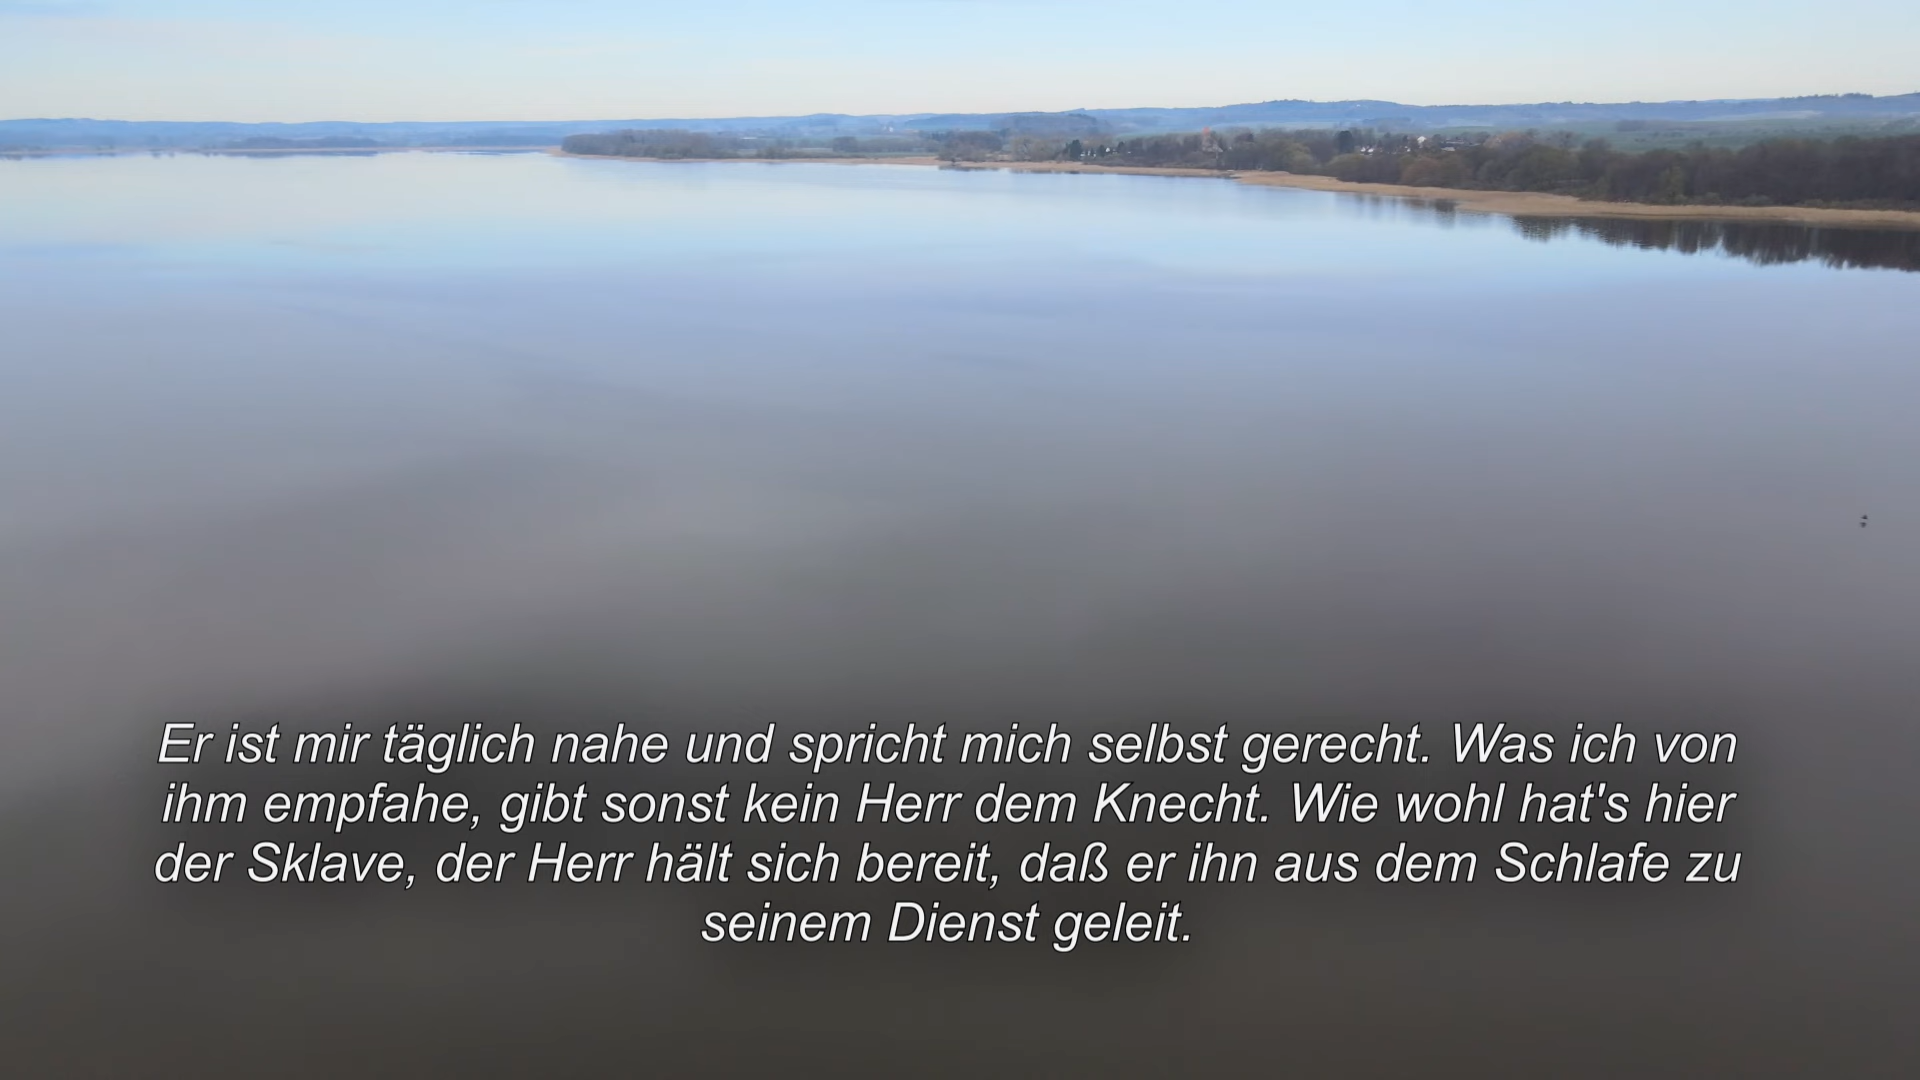 Er ist mir täglich nahe und spricht mich selbst gerecht. Was ich von
ihm empfahe, gibt sonst kein Herr dem Knecht. Wie wohl hat's hier
der Sklave, der Herr hält sich bereit, daß er ihn aus dem Schlafe zu
seinem Dienst geleit.